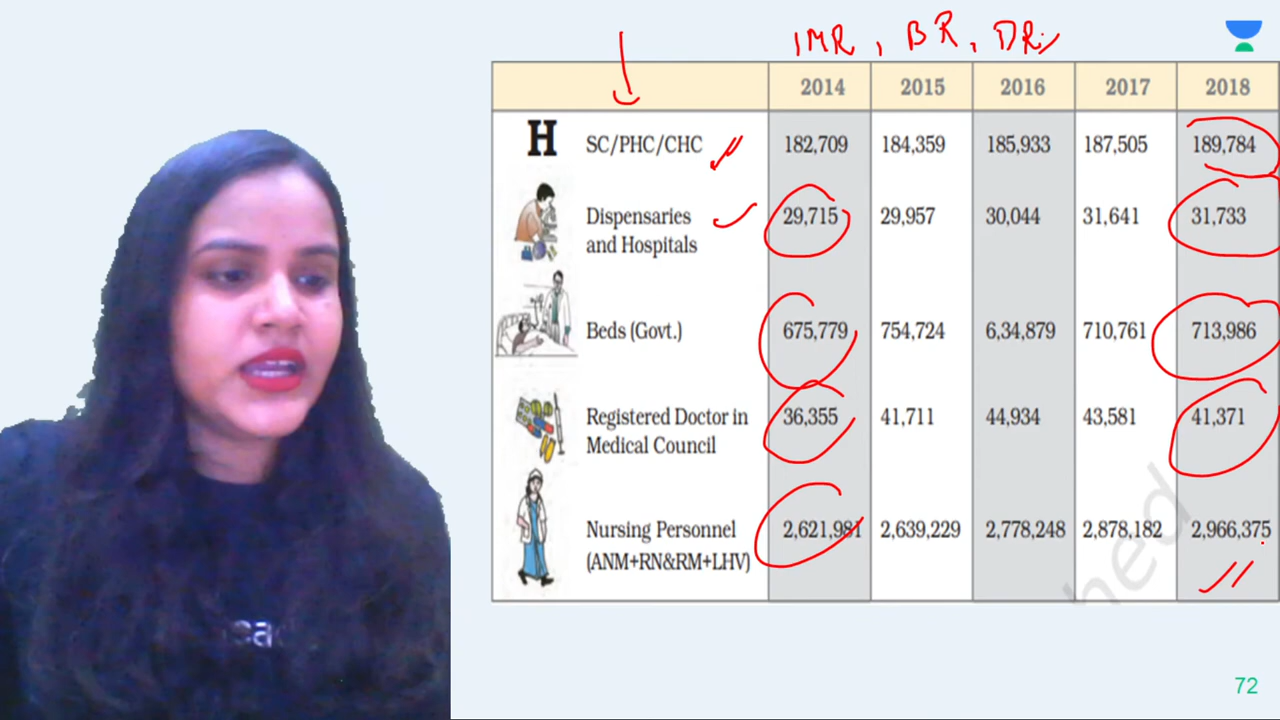 IMR, BR, DR
2014 2015 2016 2017 2018
H SC/PHC/CHC 182,709 184,359 185,933 187,505 189,784
Dispensaries 29,715 29,957 30,044 31,641 31,733
and Hospitals
Beds (Govt.) 675,779 754,724 6,34,879 710,761 713,986
Registered Doctor in 36,355 41,711 44,934 43,581 41,371
Medical Council
Nursing Personnel 2,621,981 2,639,229 2,778,248 2,878,182 2,966,375
(ANM+RN&RM+LHV)
hed
72